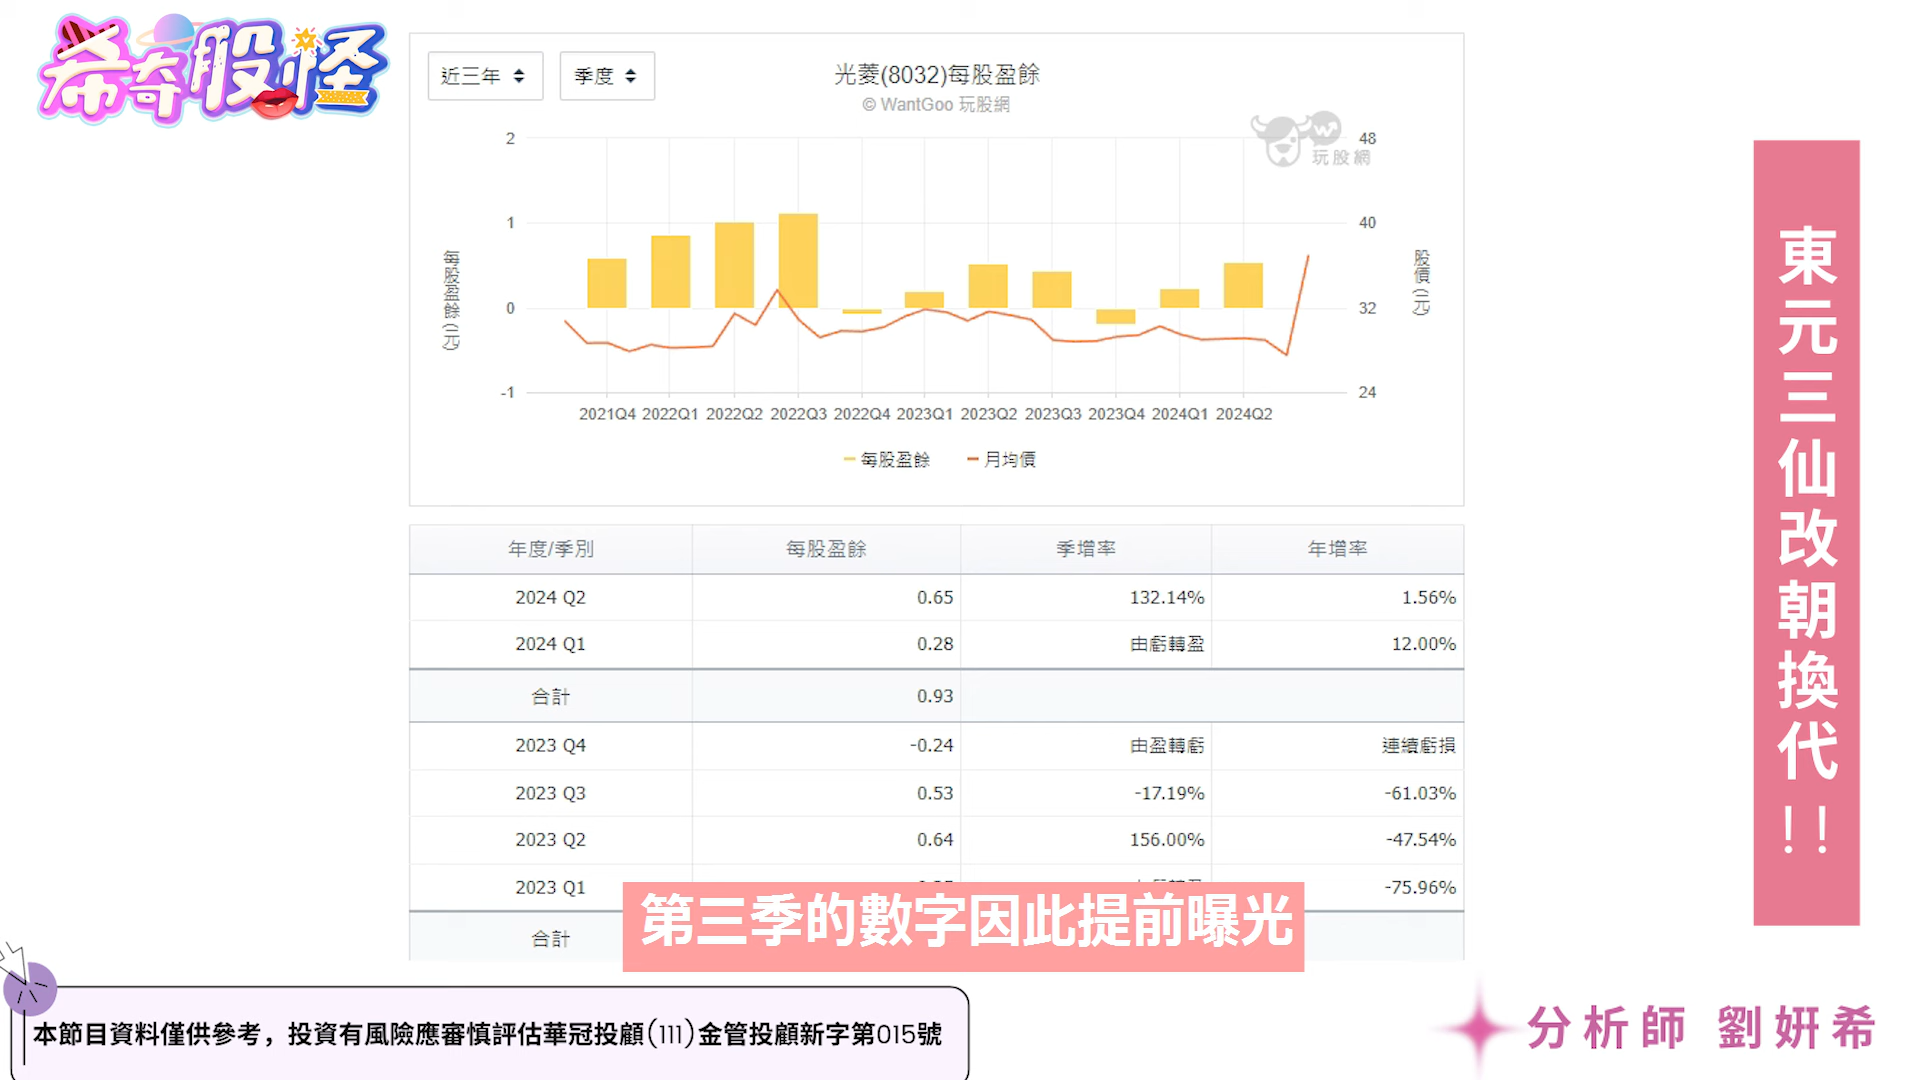 希奇股怪
近三年
季度
光菱(8032)每股盈餘
© WantGoo 玩股網
玩股網
2
1
0
-1
每股盈餘(元)
48
40
32
24
股價(元)
2021Q4 2022Q1 2022Q2 2022Q3 2022Q4 2023Q1 2023Q2 2023Q3 2023Q4 2024Q1 2024Q2
每股盈餘 月均價
年度/季別 每股盈餘 季增率 年增率
2024 Q2 0.65 132.14% 1.56%
2024 Q1 0.28 由虧轉盈 12.00%
合計 0.93
2023 Q4 -0.24 由盈轉虧 連續虧損
2023 Q3 0.53 -17.19% -61.03%
2023 Q2 0.64 156.00% -47.54%
2023 Q1 -75.96%
合計
第三季的數字因此提前曝光
東元三仙改朝換代!!
本節目資料僅供參考，投資有風險應審慎評估華冠投顧(111)金管投顧新字第015號
分析師 劉妍希